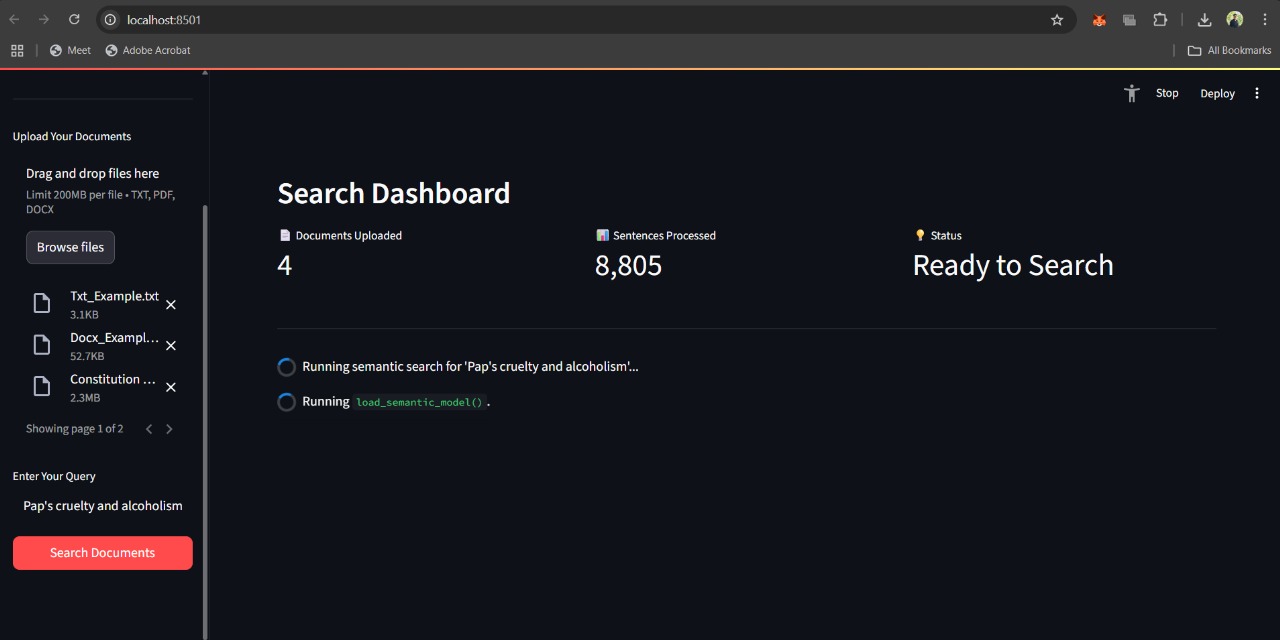 localhost:8501
Meet
Adobe Acrobat
All Bookmarks
Stop
Deploy
Upload Your Documents
Drag and drop files here
Limit 200MB per file • TXT, PDF,
DOCX
Browse files
Txt_Example.txt
3.1KB
Docx_Exampl...
52.7KB
Constitution ...
2.3MB
Showing page 1 of 2
Enter Your Query
Pap's cruelty and alcoholism
Search Documents
Search Dashboard
Documents Uploaded
4
Sentences Processed
8,805
Status
Ready to Search
Running semantic search for 'Pap's cruelty and alcoholism'...
Running load_semantic_model() .